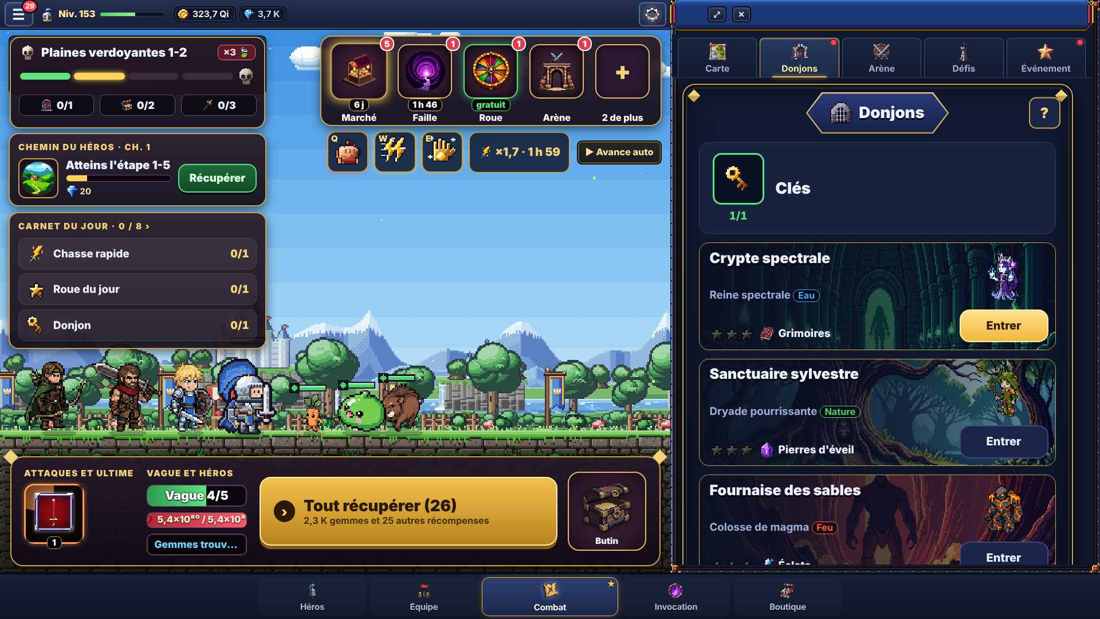 28
Niv. 153
323,7 Qi
3,7 K
Plaines verdoyantes 1-2
×3
0/1
0/2
0/3
CHEMIN DU HÉROS · CH. 1
Atteins l'étape 1-5
20
Récupérer
CARNET DU JOUR · 0 / 8 ›
Chasse rapide
0/1
Roue du jour
0/1
Donjon
0/1
5
1
1
1
6 j
1 h 46
gratuit
Marché
Faille
Roue
Arène
2 de plus
Q
W
E
×1,7 · 1 h 59
Avance auto
ATTAQUES ET ULTIME
1
VAGUE ET HÉROS
Vague 4/5
Gemmes trouv...
Tout récupérer (26)
2,3 K gemmes et 25 autres récompenses
Butin
Héros
Équipe
Combat
Invocation
Boutique
Carte
Donjons
Arène
Défis
Événement
Donjons
?
Clés
1/1
Crypte spectrale
Reine spectrale Eau
Grimoires
Entrer
Sanctuaire sylvestre
Dryade pourrissante Nature
Pierres d'éveil
Entrer
Fournaise des sables
Colosse de magma Feu
Entrer